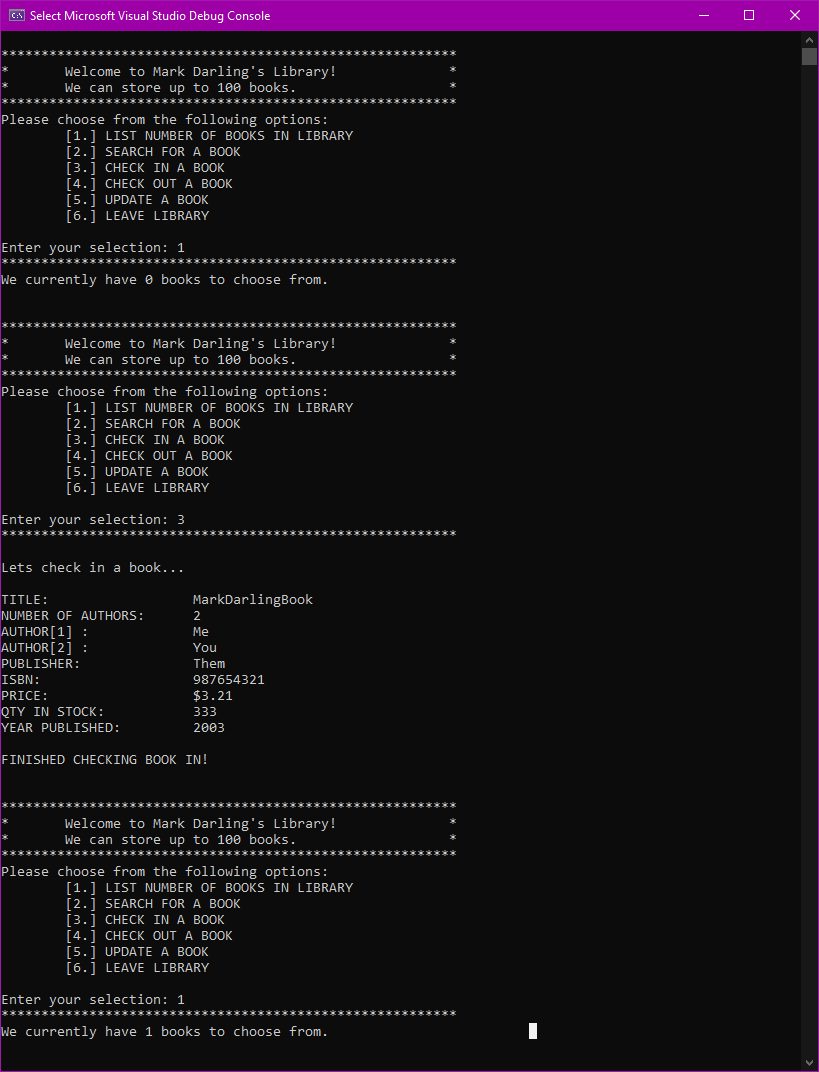 Select Microsoft Visual Studio Debug Console
*********************************************************
*       Welcome to Mark Darling's Library!              *
*       We can store up to 100 books.                   *
*********************************************************
Please choose from the following options:
        [1.] LIST NUMBER OF BOOKS IN LIBRARY
        [2.] SEARCH FOR A BOOK
        [3.] CHECK IN A BOOK
        [4.] CHECK OUT A BOOK
        [5.] UPDATE A BOOK
        [6.] LEAVE LIBRARY
Enter your selection: 1
*********************************************************
We currently have 0 books to choose from.
*********************************************************
*       Welcome to Mark Darling's Library!              *
*       We can store up to 100 books.                   *
*********************************************************
Please choose from the following options:
        [1.] LIST NUMBER OF BOOKS IN LIBRARY
        [2.] SEARCH FOR A BOOK
        [3.] CHECK IN A BOOK
        [4.] CHECK OUT A BOOK
        [5.] UPDATE A BOOK
        [6.] LEAVE LIBRARY
Enter your selection: 3
*********************************************************
Lets check in a book...
TITLE:                  MarkDarlingBook
NUMBER OF AUTHORS:      2
AUTHOR[1] :             Me
AUTHOR[2] :             You
PUBLISHER:              Them
ISBN:                   987654321
PRICE:                  $3.21
QTY IN STOCK:           333
YEAR PUBLISHED:         2003
FINISHED CHECKING BOOK IN!
*********************************************************
*       Welcome to Mark Darling's Library!              *
*       We can store up to 100 books.                   *
*********************************************************
Please choose from the following options:
        [1.] LIST NUMBER OF BOOKS IN LIBRARY
        [2.] SEARCH FOR A BOOK
        [3.] CHECK IN A BOOK
        [4.] CHECK OUT A BOOK
        [5.] UPDATE A BOOK
        [6.] LEAVE LIBRARY
Enter your selection: 1
*********************************************************
We currently have 1 books to choose from.